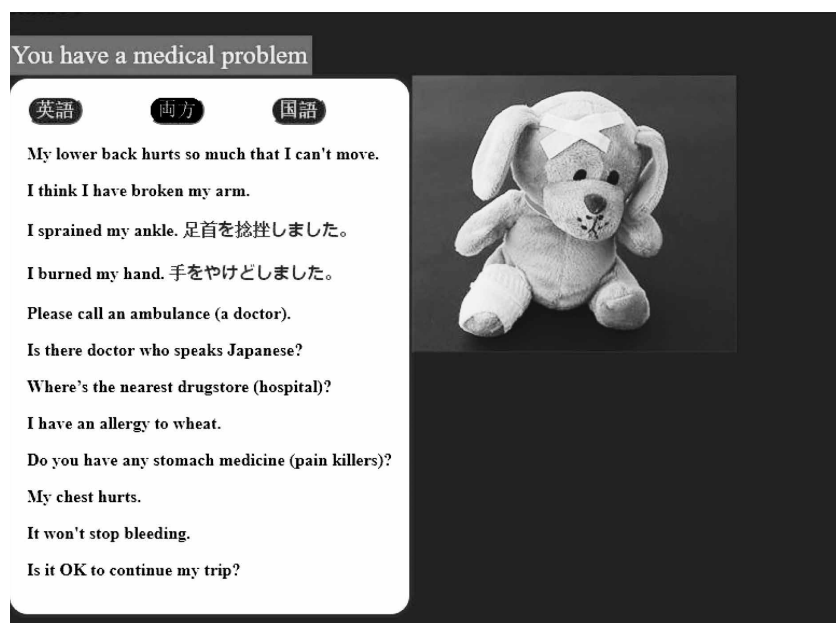 You have a medical problem
英語 両方 国語
My lower back hurts so much that I can't move.
I think I have broken my arm.
I sprained my ankle. 足首を捻挫しました。
I burned my hand. 手をやけどしました。
Please call an ambulance (a doctor).
Is there doctor who speaks Japanese?
Where’s the nearest drugstore (hospital)?
I have an allergy to wheat.
Do you have any stomach medicine (pain killers)?
My chest hurts.
It won't stop bleeding.
Is it OK to continue my trip?